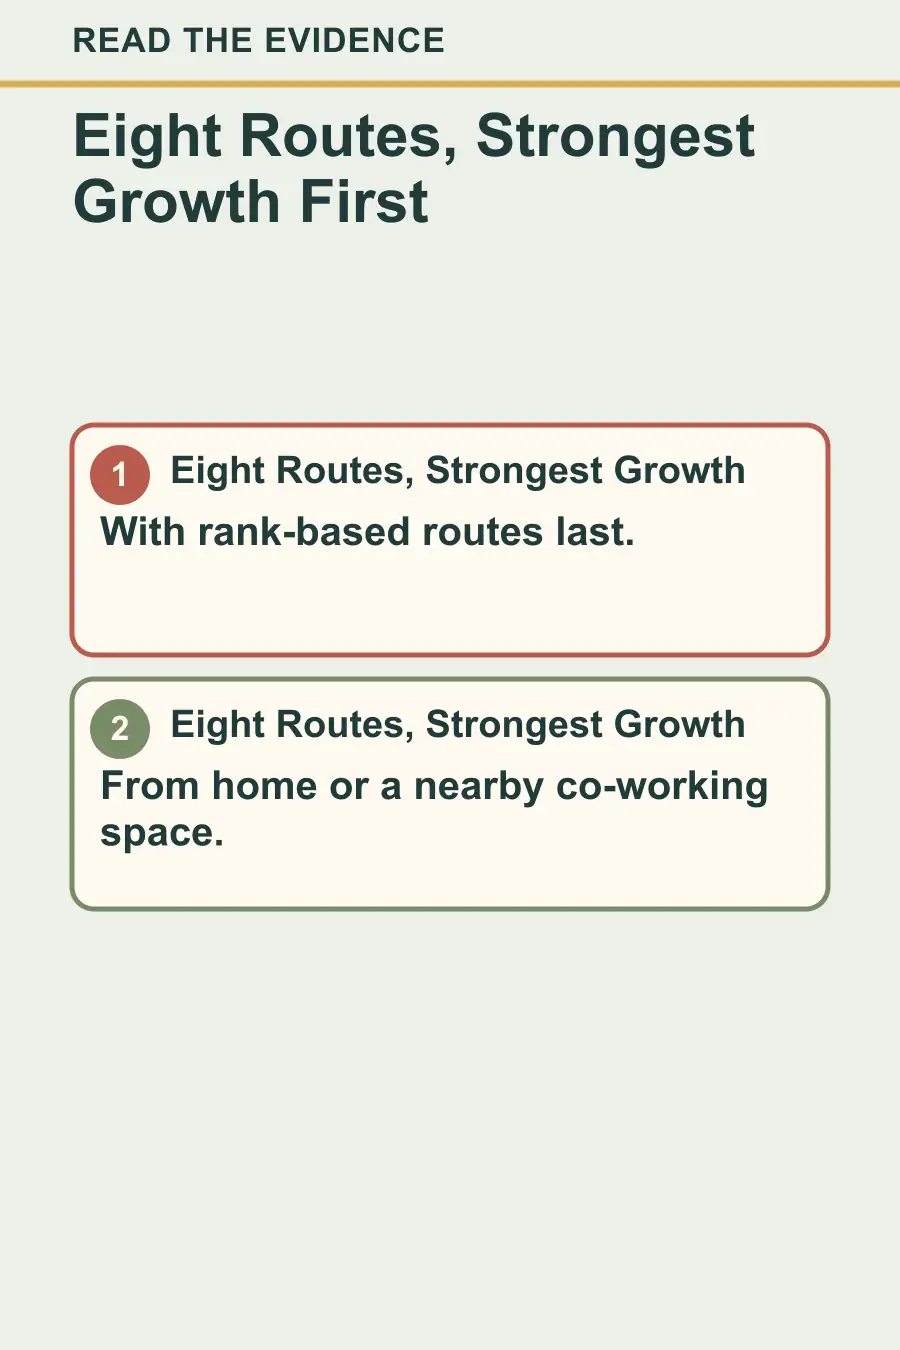 READ THE EVIDENCE
Eight Routes, Strongest
Growth First
1
Eight Routes, Strongest Growth
With rank-based routes last.
2
Eight Routes, Strongest Growth
From home or a nearby co-working
space.